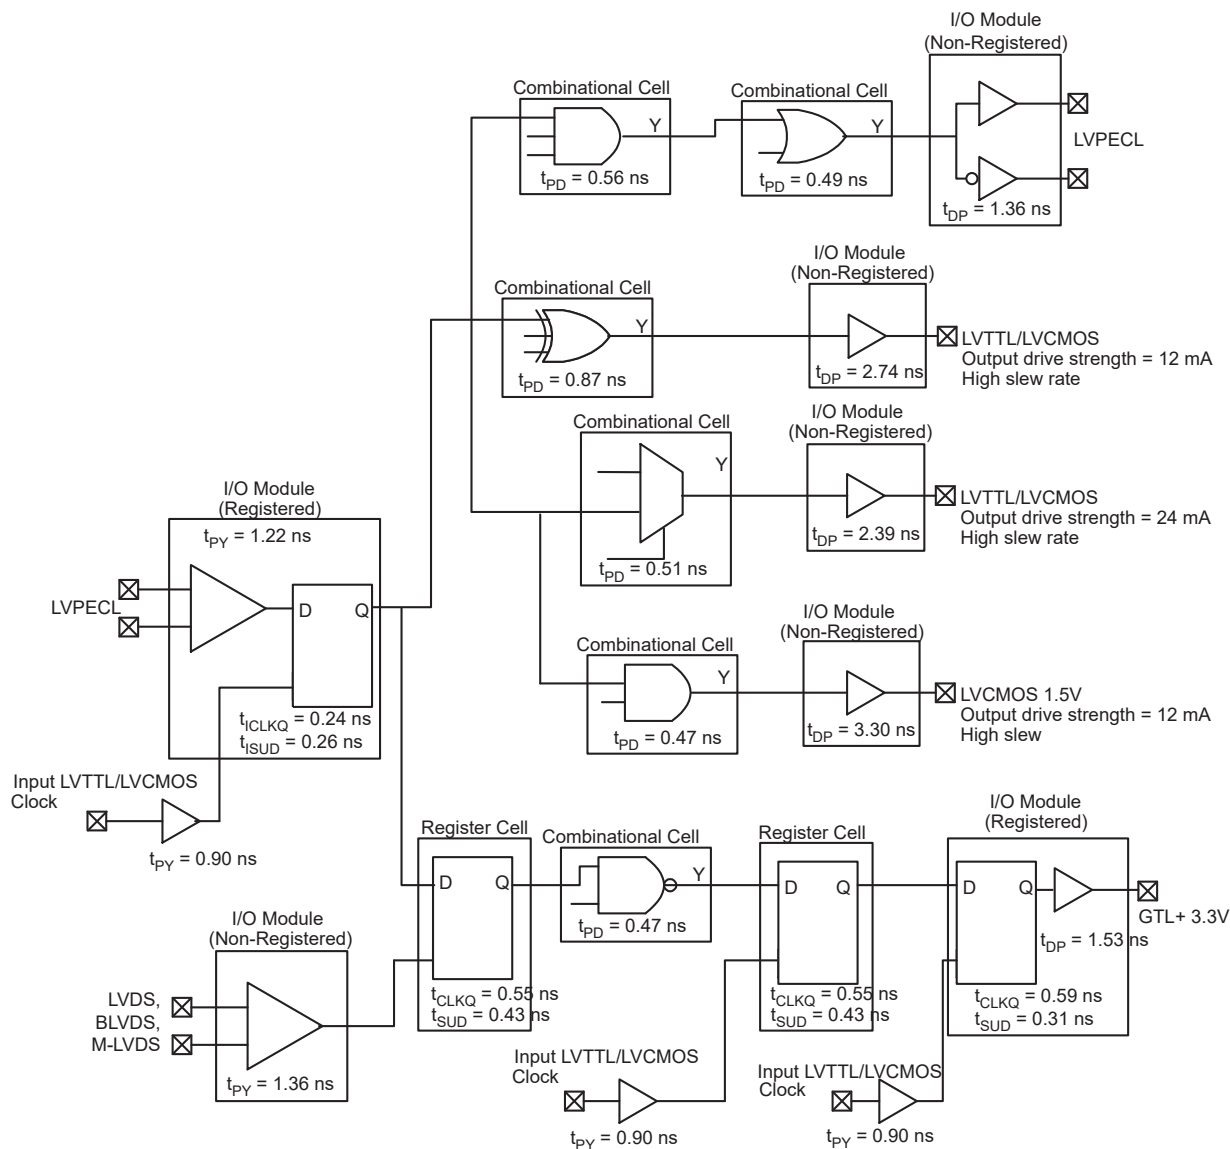 I/O Module
(Non-Registered)
Combinational Cell
Y
tPD = 0.56 ns
Combinational Cell
Y
tPD = 0.49 ns
LVPECL
tDP = 1.36 ns
I/O Module
(Non-Registered)
Combinational Cell
Y
tPD = 0.87 ns
tDP = 2.74 ns
LVTTL/LVCMOS
Output drive strength = 12 mA
High slew rate
I/O Module
(Non-Registered)
Combinational Cell
Y
tPD = 0.51 ns
tDP = 2.39 ns
LVTTL/LVCMOS
Output drive strength = 24 mA
High slew rate
I/O Module
(Registered)
tPY = 1.22 ns
LVPECL
D
Q
tICLKQ = 0.24 ns
tISUD = 0.26 ns
I/O Module
(Non-Registered)
Combinational Cell
Y
tPD = 0.47 ns
tDP = 3.30 ns
LVCMOS 1.5V
Output drive strength = 12 mA
High slew
Input LVTTL/LVCMOS
Clock
tPY = 0.90 ns
Register Cell
D
Q
tCLKQ = 0.55 ns
tSUD = 0.43 ns
Combinational Cell
Y
tPD = 0.47 ns
Register Cell
D
Q
tCLKQ = 0.55 ns
tSUD = 0.43 ns
I/O Module
(Registered)
D
Q
tDP = 1.53 ns
tCLKQ = 0.59 ns
tSUD = 0.31 ns
GTL+ 3.3V
I/O Module
(Non-Registered)
LVDS,
BLVDS,
M-LVDS
tPY = 1.36 ns
Input LVTTL/LVCMOS
Clock
tPY = 0.90 ns
Input LVTTL/LVCMOS
Clock
tPY = 0.90 ns